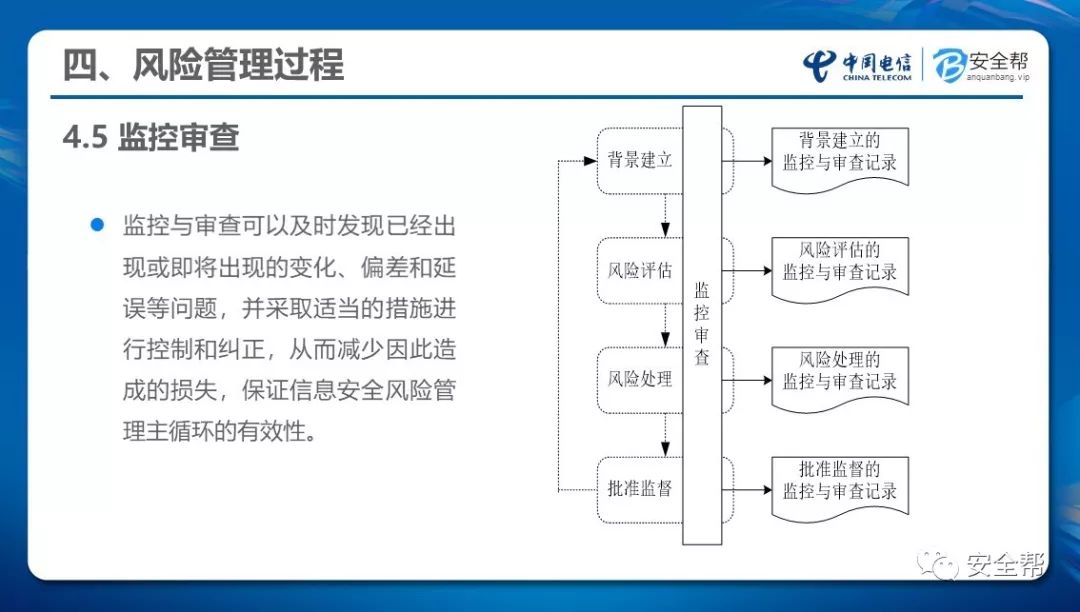 四、风险管理过程
中国电信
CHINA TELECOM
安全帮
anquanbang.vip
4.5 监控审查
监控与审查可以及时发现已经出
现或即将出现的变化、偏差和延
误等问题，并采取适当的措施进
行控制和纠正，从而减少因此造
成的损失，保证信息安全风险管
理主循环的有效性。
背景建立
背景建立的
监控与审查记录
风险评估
风险评估的
监控与审查记录
监
控
审
查
风险处理
风险处理的
监控与审查记录
批准监督
批准监督的
监控与审查记录
安全帮